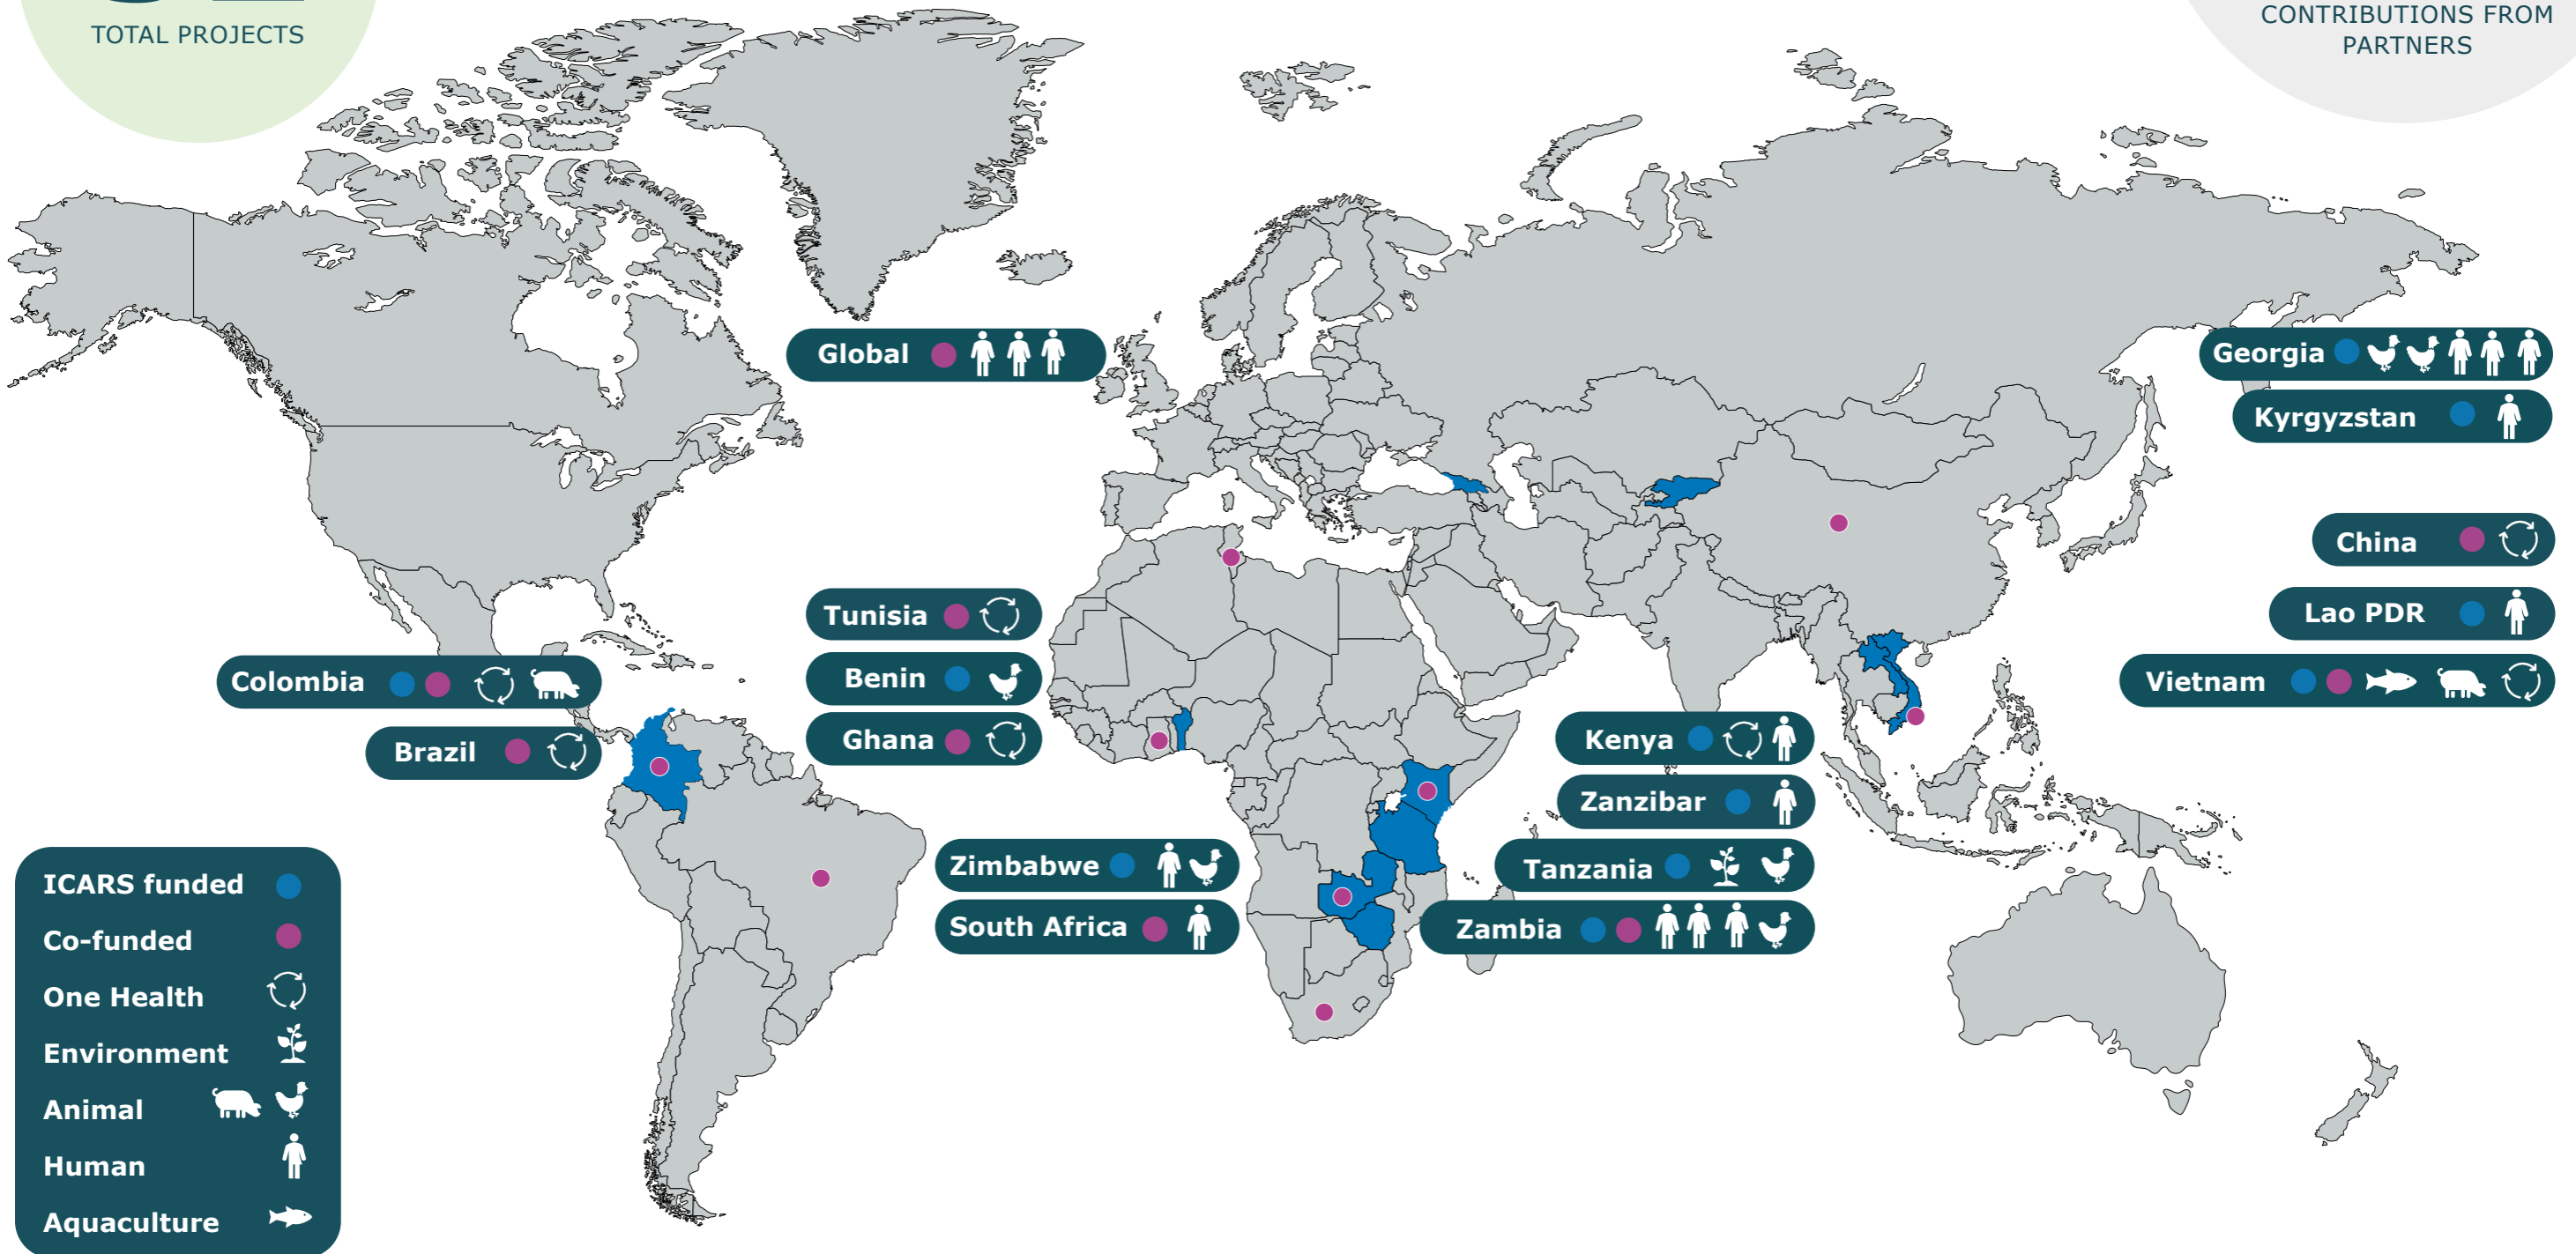 TOTAL PROJECTS
CONTRIBUTIONS FROM
PARTNERS
Global
Georgia
Kyrgyzstan
China
Lao PDR
Vietnam
Tunisia
Benin
Ghana
Colombia
Brazil
Kenya
Zanzibar
Tanzania
Zambia
Zimbabwe
South Africa
ICARS funded
Co-funded
One Health
Environment
Animal
Human
Aquaculture